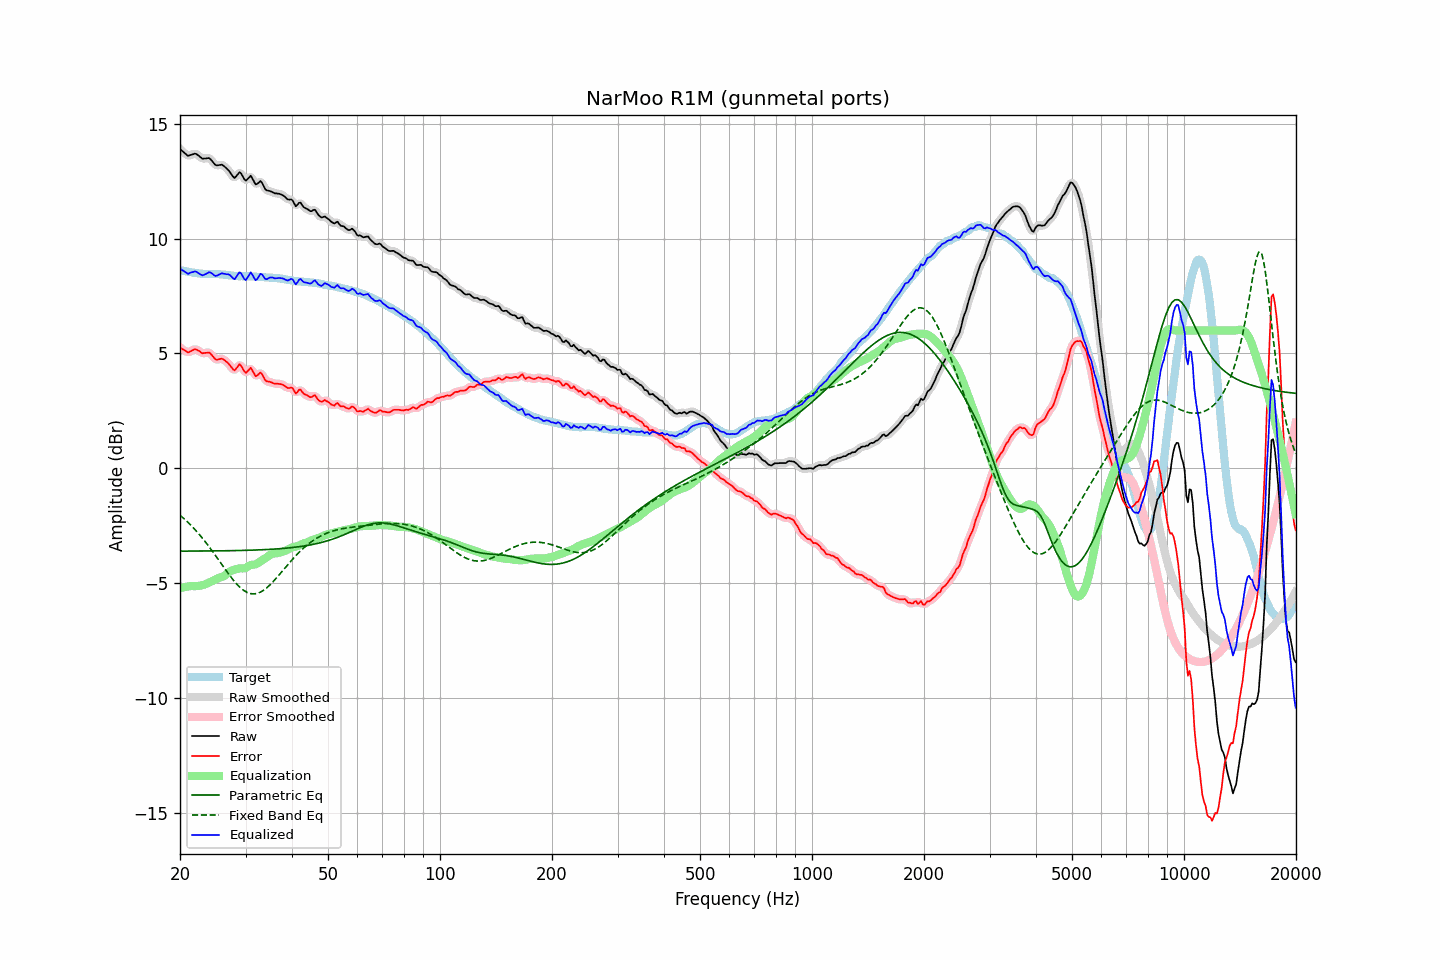 NarMoo R1M (gunmetal ports)
Amplitude (dBr)
15
10
5
0
−5
−10
−15
Target
Raw Smoothed
Error Smoothed
Raw
Error
Equalization
Parametric Eq
Fixed Band Eq
Equalized
20 50 100 200 500 1000 2000 5000 10000 20000
Frequency (Hz)